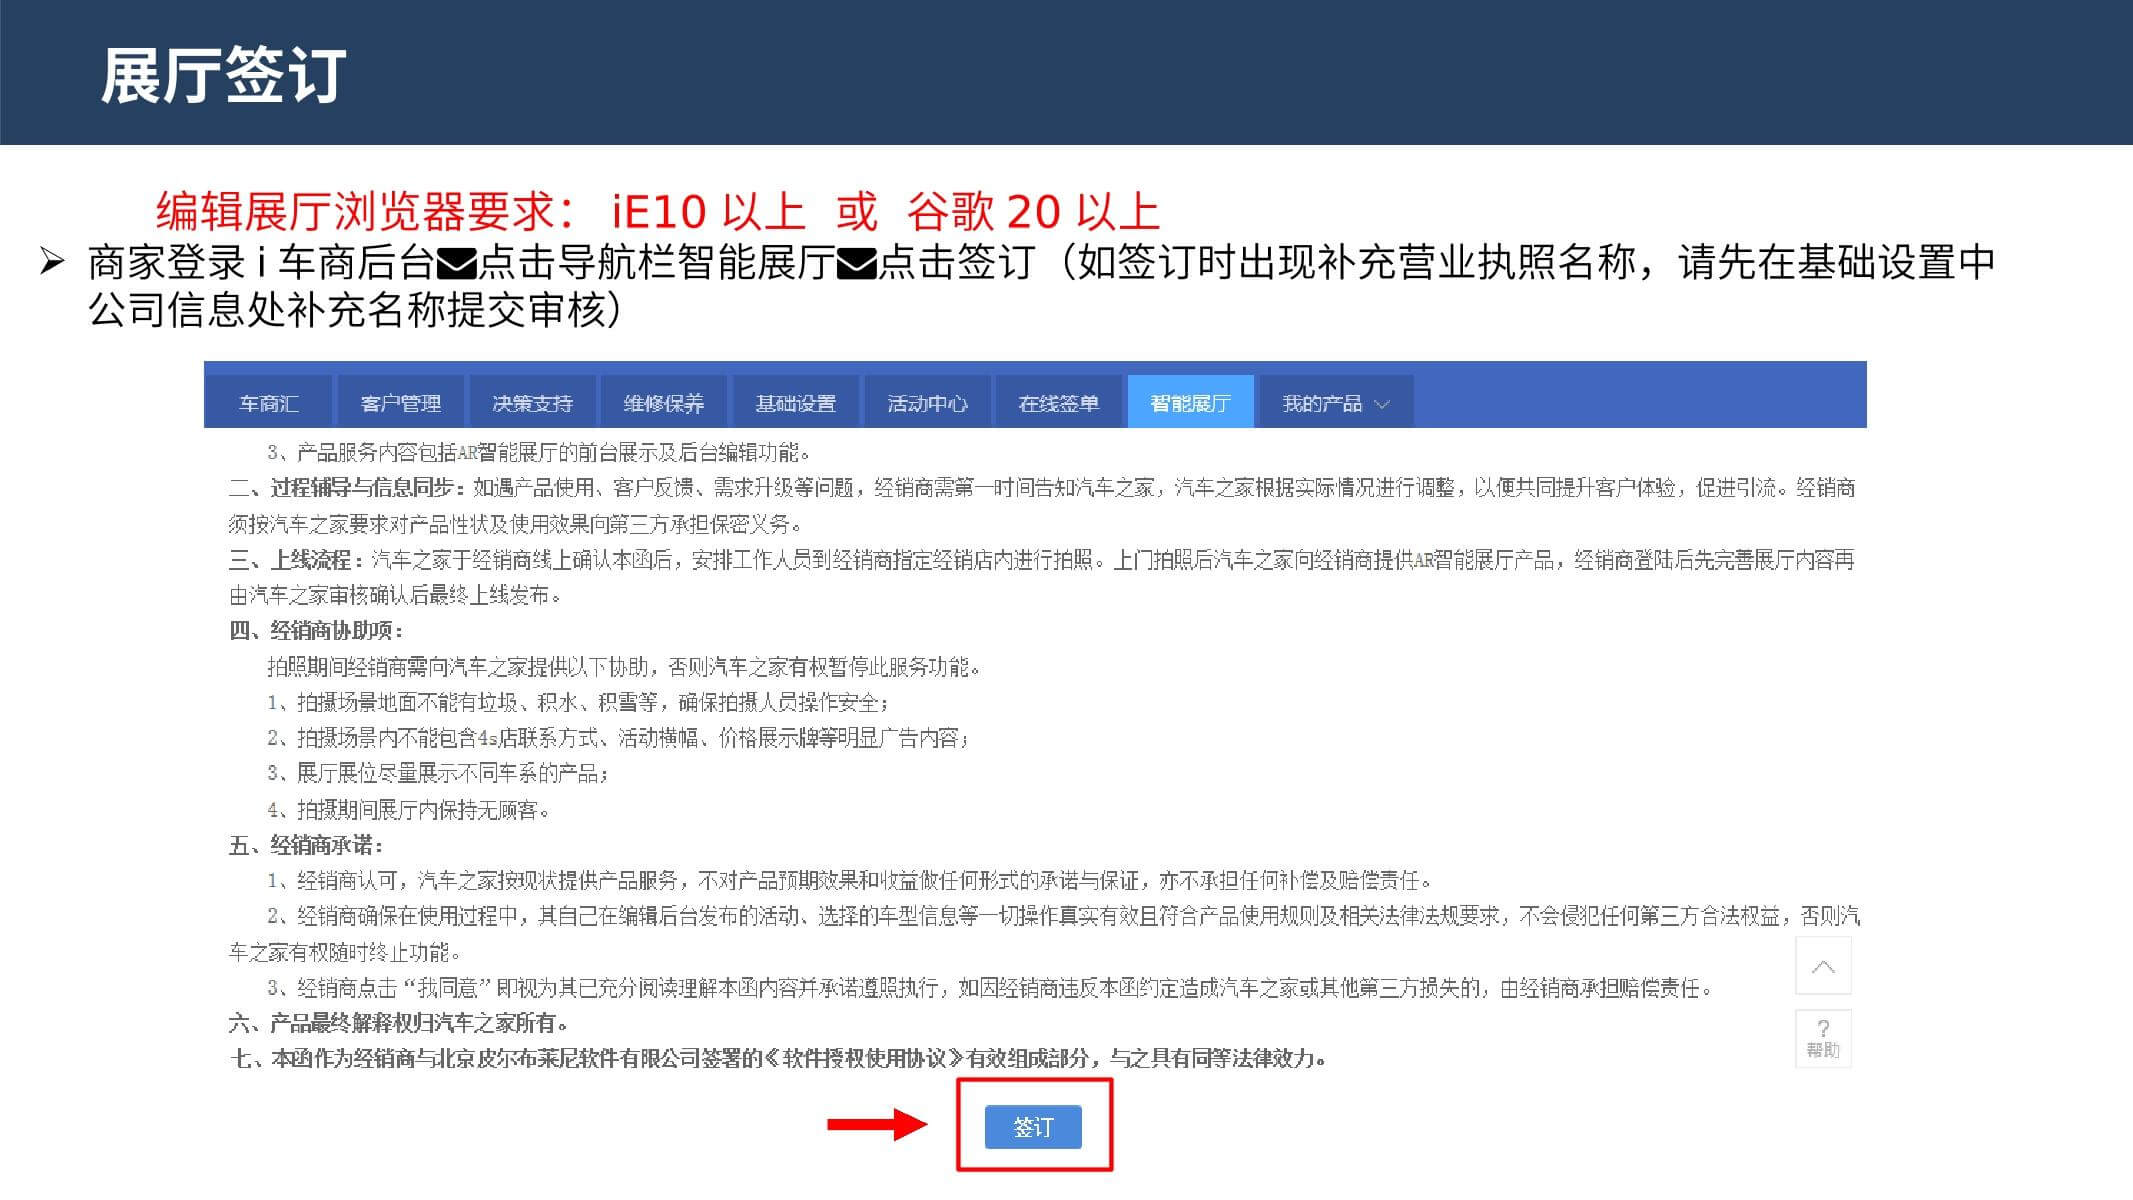 展厅签订
编辑展厅浏览器要求： iE10 以上 或 谷歌 20 以上
商家登录 i 车商后台点击导航栏智能展厅点击签订（如签订时出现补充营业执照名称，请先在基础设置中
公司信息处补充名称提交审核）
车商汇 客户管理 决策支持 维修保养 基础设置 活动中心 在线签单 智能展厅 我的产品
3、产品服务内容包括AR智能展厅的前台展示及后台编辑功能。
二、过程辅导与信息同步：如遇产品使用、客户反馈、需求升级等问题，经销商需第一时间告知汽车之家，汽车之家根据实际情况进行调整，以便共同提升客户体验，促进引流。经销商
须按汽车之家要求对产品性状及使用效果向第三方承担保密义务。
三、上线流程：汽车之家于经销商线上确认本函后，安排工作人员到经销商指定经销店内进行拍照。上门拍照后汽车之家向经销商提供AR智能展厅产品，经销商登陆后先完善展厅内容再
由汽车之家审核确认后最终上线发布。
四、经销商协助项：
拍照期间经销商需向汽车之家提供以下协助，否则汽车之家有权暂停此服务功能。
1、拍摄场景地面不能有垃圾、积水、积雪等，确保拍摄人员操作安全；
2、拍摄场景内不能包含4s店联系方式、活动横幅、价格展示牌等明显广告内容；
3、展厅展位尽量展示不同车系的产品；
4、拍摄期间展厅内保持无顾客。
五、经销商承诺：
1、经销商认可，汽车之家按现状提供产品服务，不对产品预期效果和收益做任何形式的承诺与保证，亦不承担任何补偿及赔偿责任。
2、经销商确保在使用过程中，其自己在编辑后台发布的活动、选择的车型信息等一切操作真实有效且符合产品使用规则及相关法律法规要求，不会侵犯任何第三方合法权益，否则汽
车之家有权随时终止功能。
3、经销商点击“我同意”即视为其已充分阅读理解本函内容并承诺遵照执行，如因经销商违反本函约定造成汽车之家或其他第三方损失的，由经销商承担赔偿责任。
六、产品最终解释权归汽车之家所有。
?
帮助
七、本函作为经销商与北京皮尔布莱尼软件有限公司签署的《软件授权使用协议》有效组成部分，与之具有同等法律效力。
签订